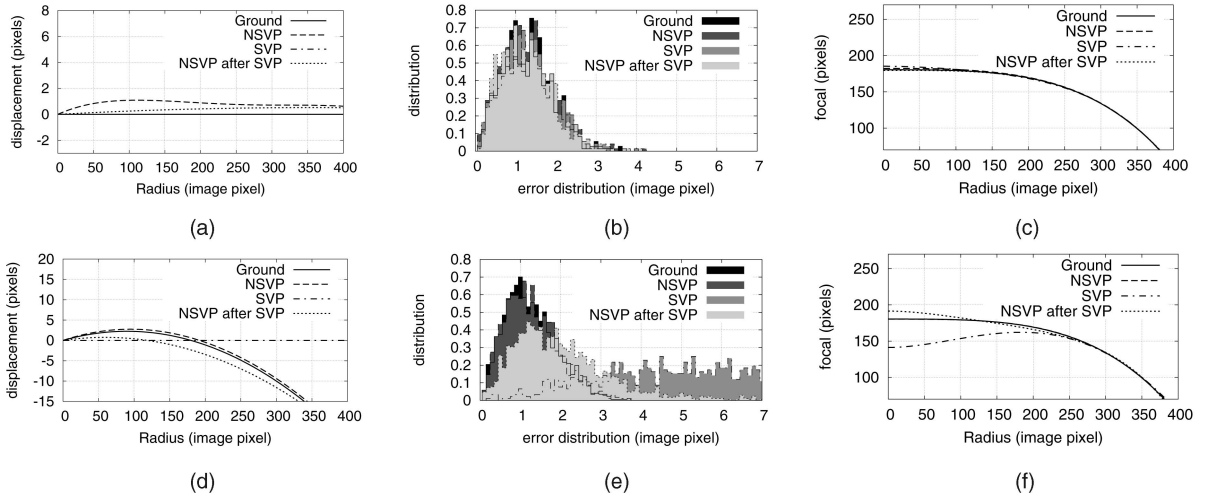 displacement (pixels)
8
6
4
2
0
-2
0 50 100 150 200 250 300 350 400
Radius (image pixel)
Ground
NSVP
SVP
NSVP after SVP
(a)
distribution
0.8
0.7
0.6
0.5
0.4
0.3
0.2
0.1
0
0 1 2 3 4 5 6 7
error distribution (image pixel)
Ground
NSVP
SVP
NSVP after SVP
(b)
focal (pixels)
250
200
150
100
0 50 100 150 200 250 300 350 400
Radius (image pixel)
Ground
NSVP
SVP
NSVP after SVP
(c)
displacement (pixels)
20
15
10
5
0
-5
-10
-15
0 50 100 150 200 250 300 350 400
Radius (image pixel)
Ground
NSVP
SVP
NSVP after SVP
(d)
distribution
0.8
0.7
0.6
0.5
0.4
0.3
0.2
0.1
0
0 1 2 3 4 5 6 7
error distribution (image pixel)
Ground
NSVP
SVP
NSVP after SVP
(e)
focal (pixels)
250
200
150
100
0 50 100 150 200 250 300 350 400
Radius (image pixel)
Ground
NSVP
SVP
NSVP after SVP
(f)